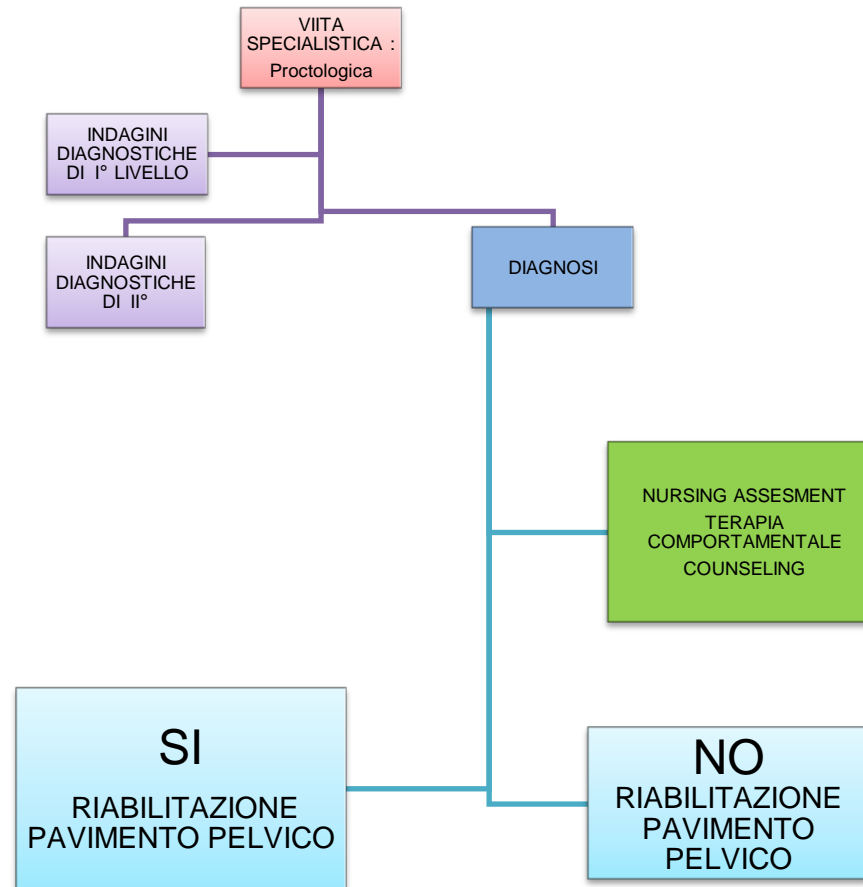 VIITA
SPECIALISTICA :
Proctologica
INDAGINI
DIAGNOSTICHE
DI I° LIVELLO
INDAGINI
DIAGNOSTICHE
DI II°
DIAGNOSI
NURSING ASSESMENT
TERAPIA
COMPORTAMENTALE
COUNSELING
SI
RIABILITAZIONE
PAVIMENTO PELVICO
NO
RIABILITAZIONE
PAVIMENTO
PELVICO